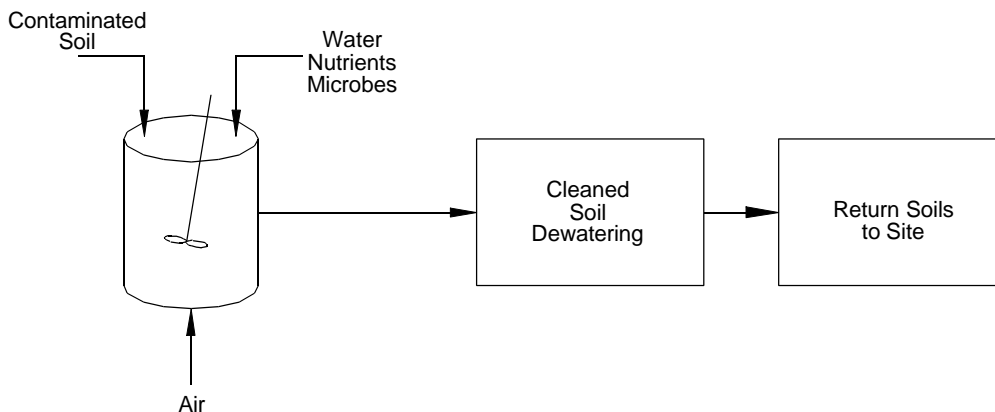 Contaminated
Soil
Water
Nutrients
Microbes
Cleaned
Soil
Dewatering
Return Soils
to Site
Air